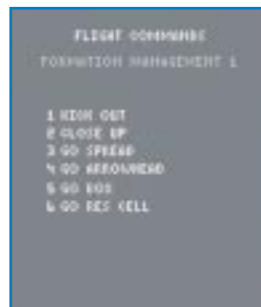 FLIGHT COMMANDS
FORMATION MANAGEMENT 1
1 KICK OUT
2 CLOSE UP
3 GO SPREAD
4 GO ARROWHEAD
5 GO BOX
6 GO RES CELL